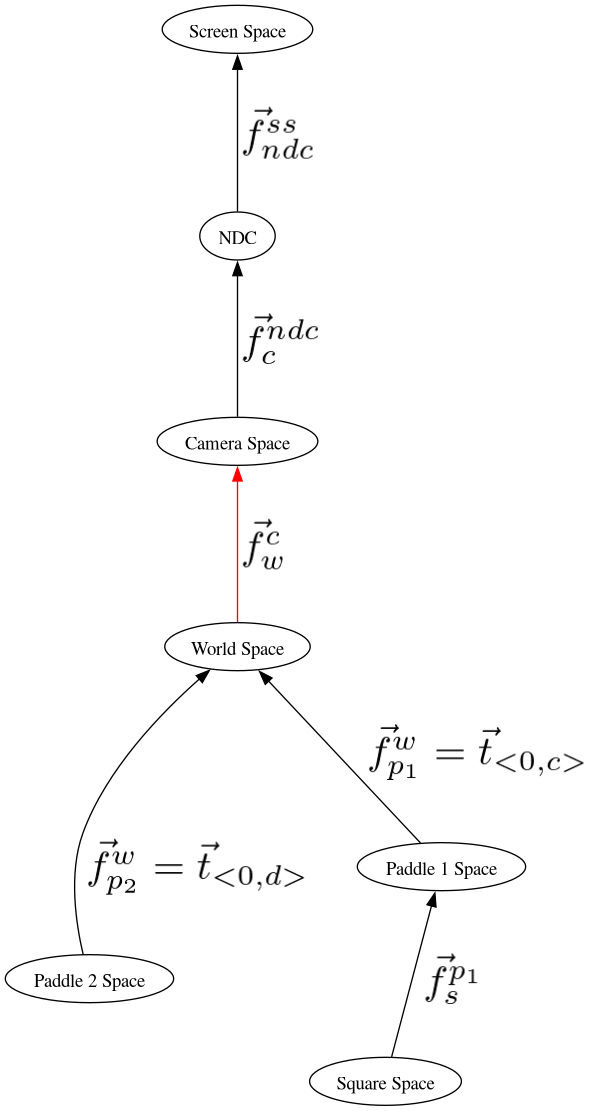 Screen Space
$\vec{f}_{ndc}^{ss}$
NDC
$\vec{f}_{c}^{ndc}$
Camera Space
$\vec{f}_{w}^{c}$
World Space
$\vec{f}_{p_1}^{w} = \vec{t}_{<0,c>}$
$\vec{f}_{p_2}^{w} = \vec{t}_{<0,d>}$
Paddle 1 Space
Paddle 2 Space
$\vec{f}_{s}^{p_1}$
Square Space